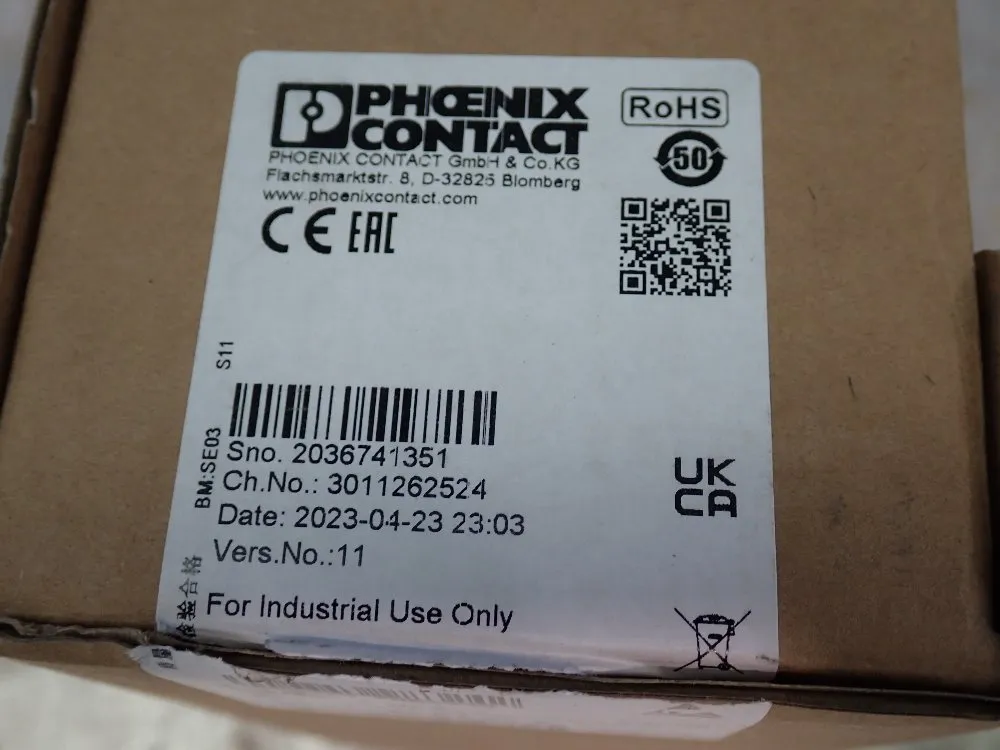 PHOENIX
CONTACT
PHOENIX CONTACT GmbH & Co.KG
Flachsmarktstr. 8, D-32825 Blomberg
www.phoenixcontact.com
CE EAC
RoHS
50
S11
BM:SE03
Sno. 2036741351
Ch.No.: 3011262524
Date: 2023-04-23 23:03
Vers.No.:11
UK
CA
检验合格
For Industrial Use Only